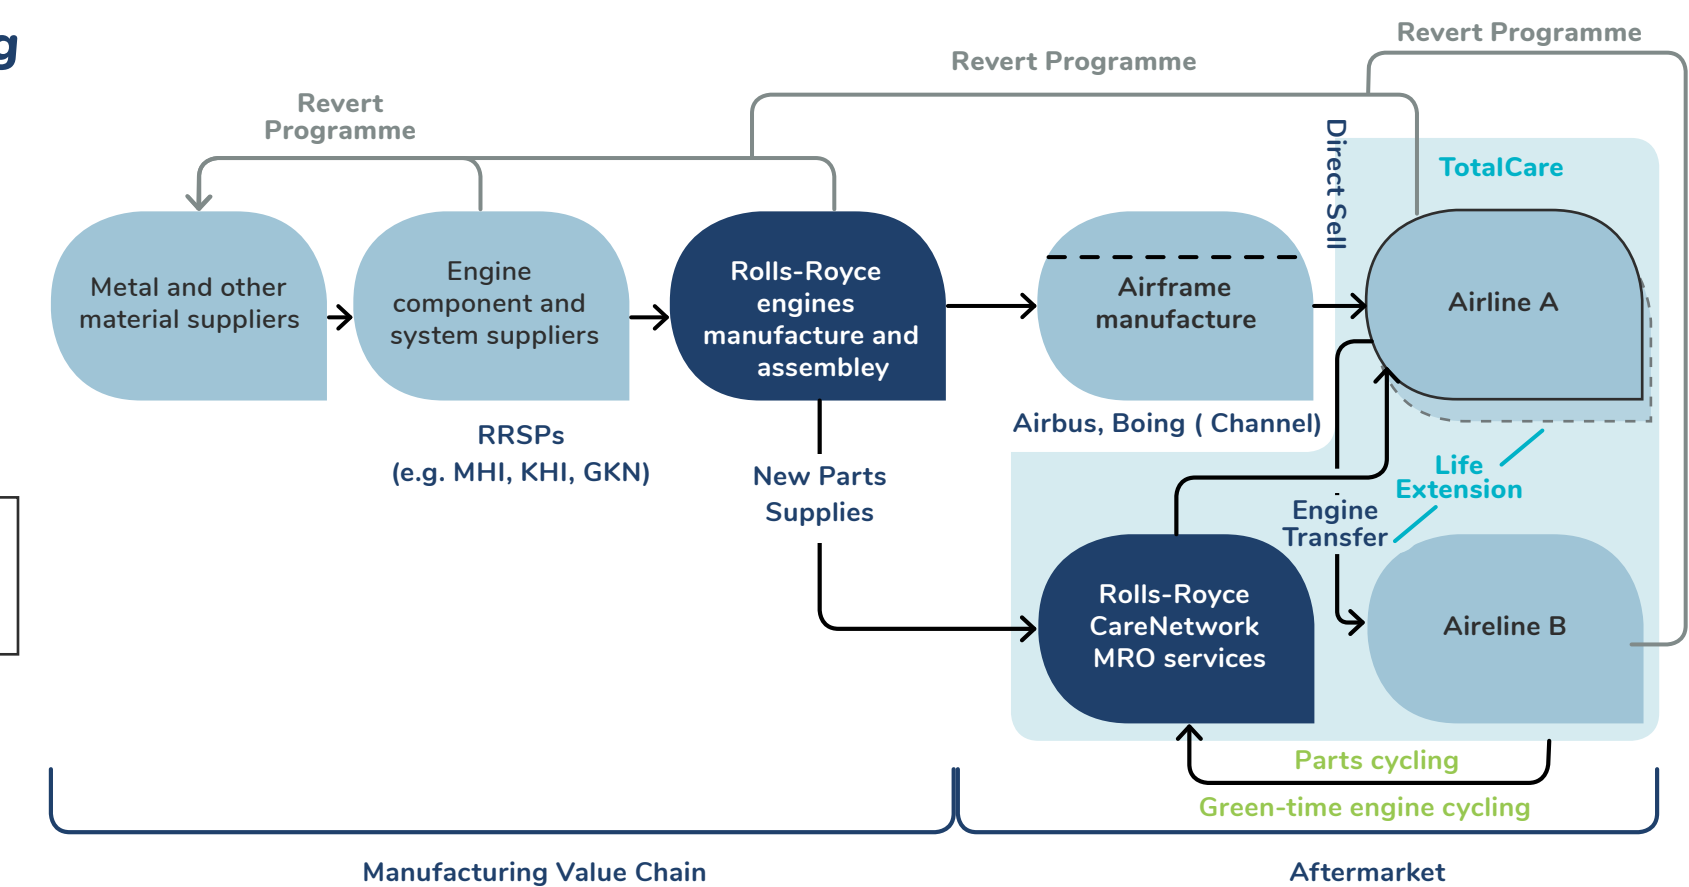 g
Revert Programme
Revert Programme
Revert
Programme
Direct Sell
TotalCare
Metal and other
material suppliers
Engine
component and
system suppliers
Rolls-Royce
engines
manufacture and
assembley
Airframe
manufacture
Airline A
RRSPs
(e.g. MHI, KHI, GKN)
Airbus, Boing ( Channel)
New Parts
Supplies
Life
Extension
Engine
Transfer
Rolls-Royce
CareNetwork
MRO services
Aireline B
Parts cycling
Green-time engine cycling
Manufacturing Value Chain
Aftermarket